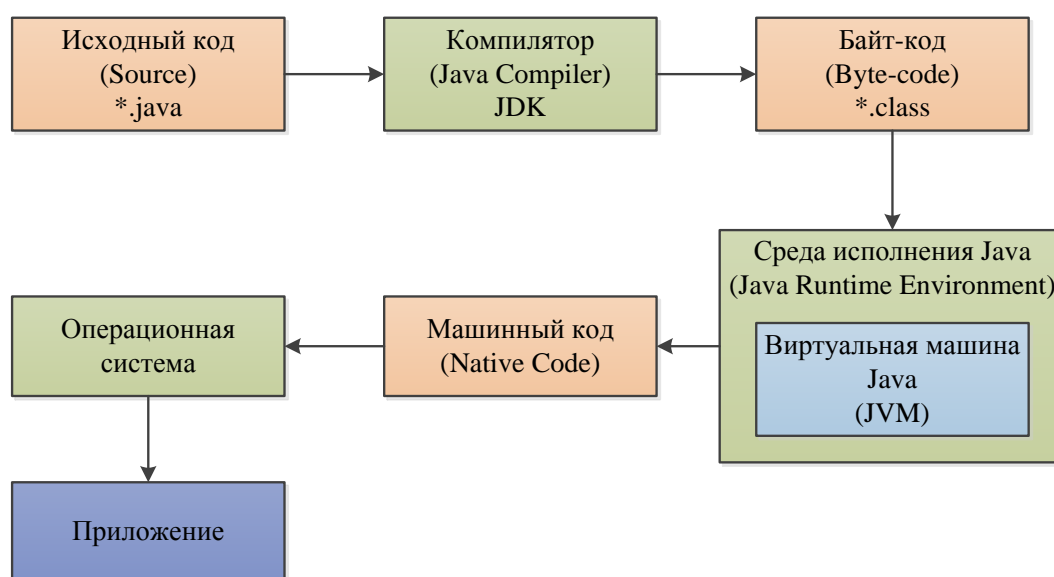 Исходный код
(Source)
*.java
Компилятор
(Java Compiler)
JDK
Байт-код
(Byte-code)
*.class
Среда исполнения Java
(Java Runtime Environment)
Виртуальная машина
Java
(JVM)
Машинный код
(Native Code)
Операционная
система
Приложение